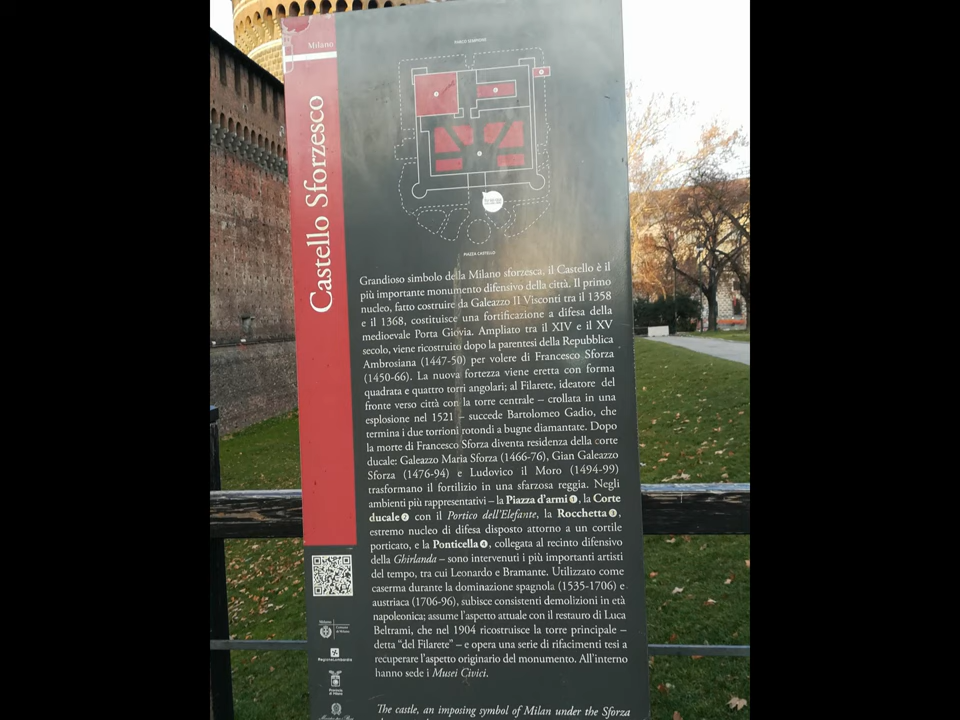 Milano
Castello Sforzesco
PARCO SEMPIONE
PIAZZA CASTELLO
Grandioso simbolo della Milano sforzesca, il Castello è il
più importante monumento difensivo della città. Il primo
nucleo, fatto costruire da Galeazzo II Visconti tra il 1358
e il 1368, costituisce una fortificazione a difesa della
medioevale Porta Giovia. Ampliato tra il XIV e il XV
secolo, viene ricostruito dopo la parentesi della Repubblica
Ambrosiana (1447-50) per volere di Francesco Sforza
(1450-66). La nuova fortezza viene eretta con forma
quadrata e quattro torri angolari; al Filarete, ideatore del
fronte verso città con la torre centrale – crollata in una
esplosione nel 1521 – succede Bartolomeo Gadio, che
termina i due torrioni rotondi a bugne diamantate. Dopo
la morte di Francesco Sforza diventa residenza della corte
ducale: Galeazzo Maria Sforza (1466-76), Gian Galeazzo
Sforza (1476-94) e Ludovico il Moro (1494-99)
trasformano il fortilizio in una sfarzosa reggia. Negli
ambienti più rappresentativi – la Piazza d'armi 1, la Corte
ducale 2 con il Portico dell'Elefante, la Rocchetta 3,
estremo nucleo di difesa disposto attorno a un cortile
porticato, e la Ponticella 4, collegata al recinto difensivo
della Ghirlanda – sono intervenuti i più importanti artisti
del tempo, tra cui Leonardo e Bramante. Utilizzato come
caserma durante la dominazione spagnola (1535-1706) e
austriaca (1706-96), subisce consistenti demolizioni in età
napoleonica; assume l'aspetto attuale con il restauro di Luca
Beltrami, che nel 1904 ricostruisce la torre principale –
detta "del Filarete" – e opera una serie di rifacimenti tesi a
recuperare l'aspetto originario del monumento. All'interno
hanno sede i Musei Civici.
The castle, an imposing symbol of Milan under the Sforza
Milano
Comune
di Milano
RegioneLombardia
Provincia
di Milano